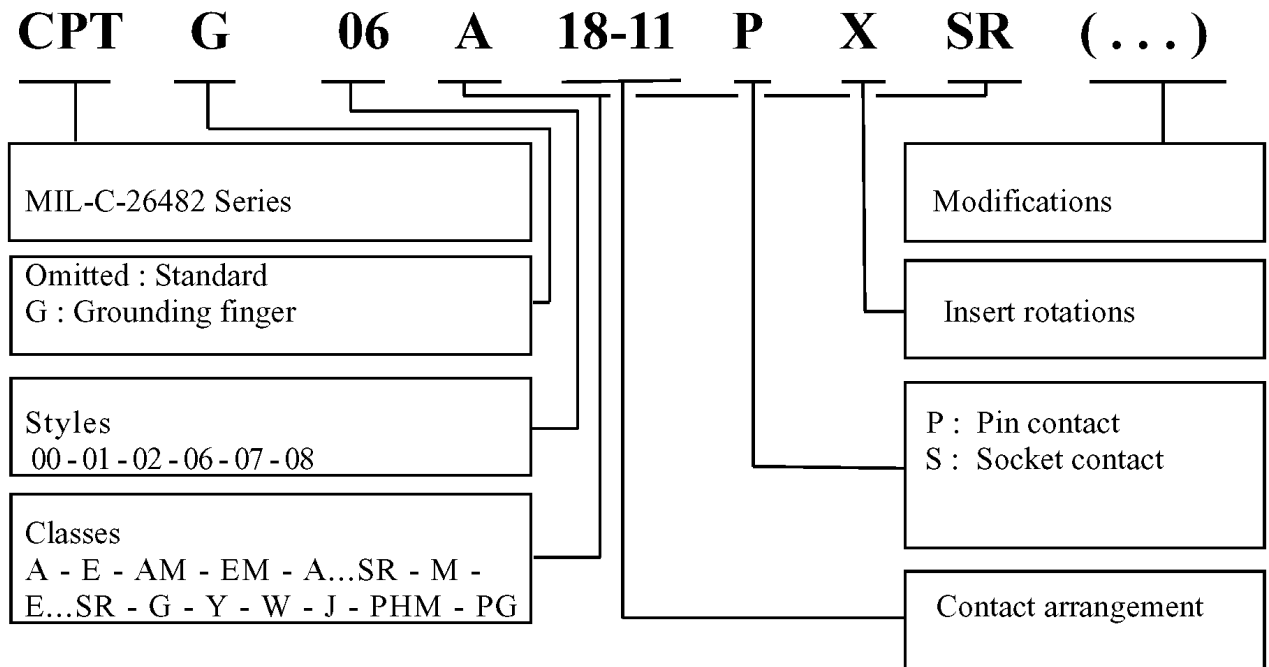 CPT G 06 A 18-11 P X SR (...)
MIL-C-26482 Series
Omitted : Standard
G : Grounding finger
Styles
00 - 01 - 02 - 06 - 07 - 08
Classes
A - E - AM - EM - A...SR - M -
E...SR - G - Y - W - J - PHM - PG
Modifications
Insert rotations
P : Pin contact
S : Socket contact
Contact arrangement